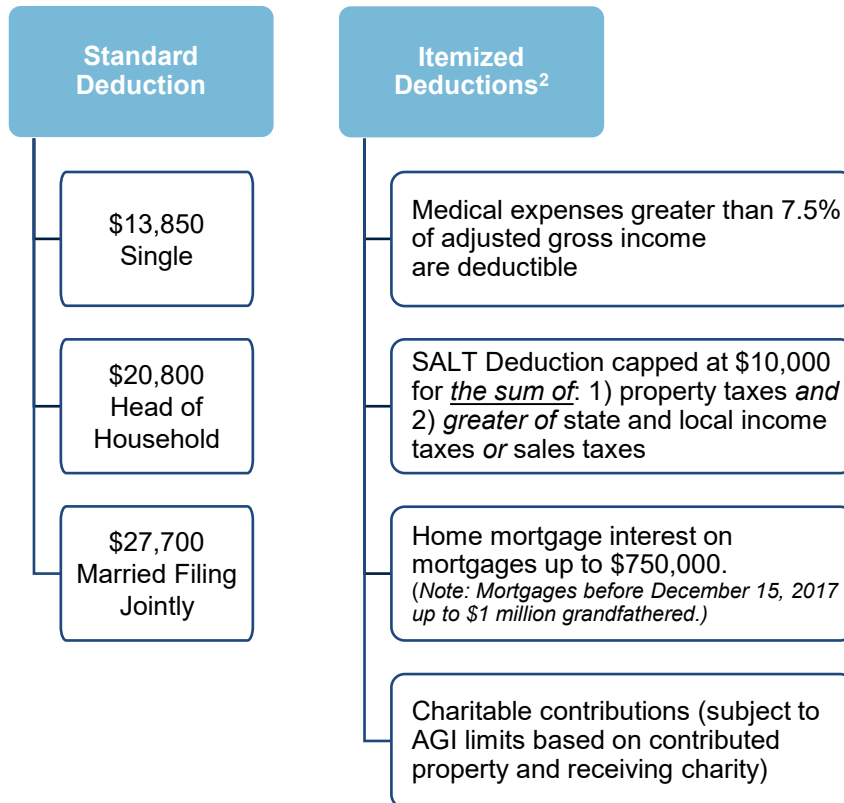 Standard
Deduction
$13,850
Single
$20,800
Head of
Household
$27,700
Married Filing
Jointly
Itemized
Deductions²
Medical expenses greater than 7.5%
of adjusted gross income
are deductible
SALT Deduction capped at $10,000
for the sum of: 1) property taxes and
2) greater of state and local income
taxes or sales taxes
Home mortgage interest on
mortgages up to $750,000.
(Note: Mortgages before December 15, 2017
up to $1 million grandfathered.)
Charitable contributions (subject to
AGI limits based on contributed
property and receiving charity)